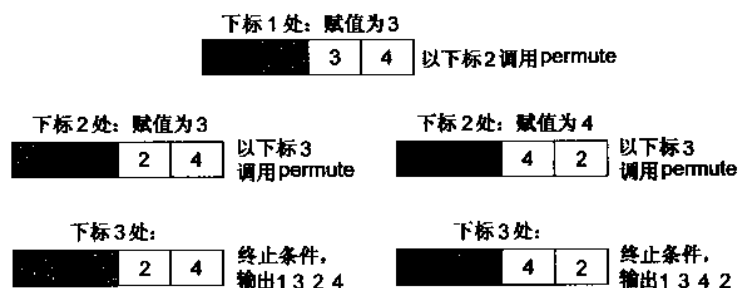 下标1处：赋值为3
3 4 以下标2调用permute
下标2处：赋值为3
2 4 以下标3
调用permute
下标2处：赋值为4
4 2 以下标3
调用permute
下标3处：
2 4 终止条件，
输出1 3 2 4
下标3处：
4 2 终止条件，
输出1 3 4 2